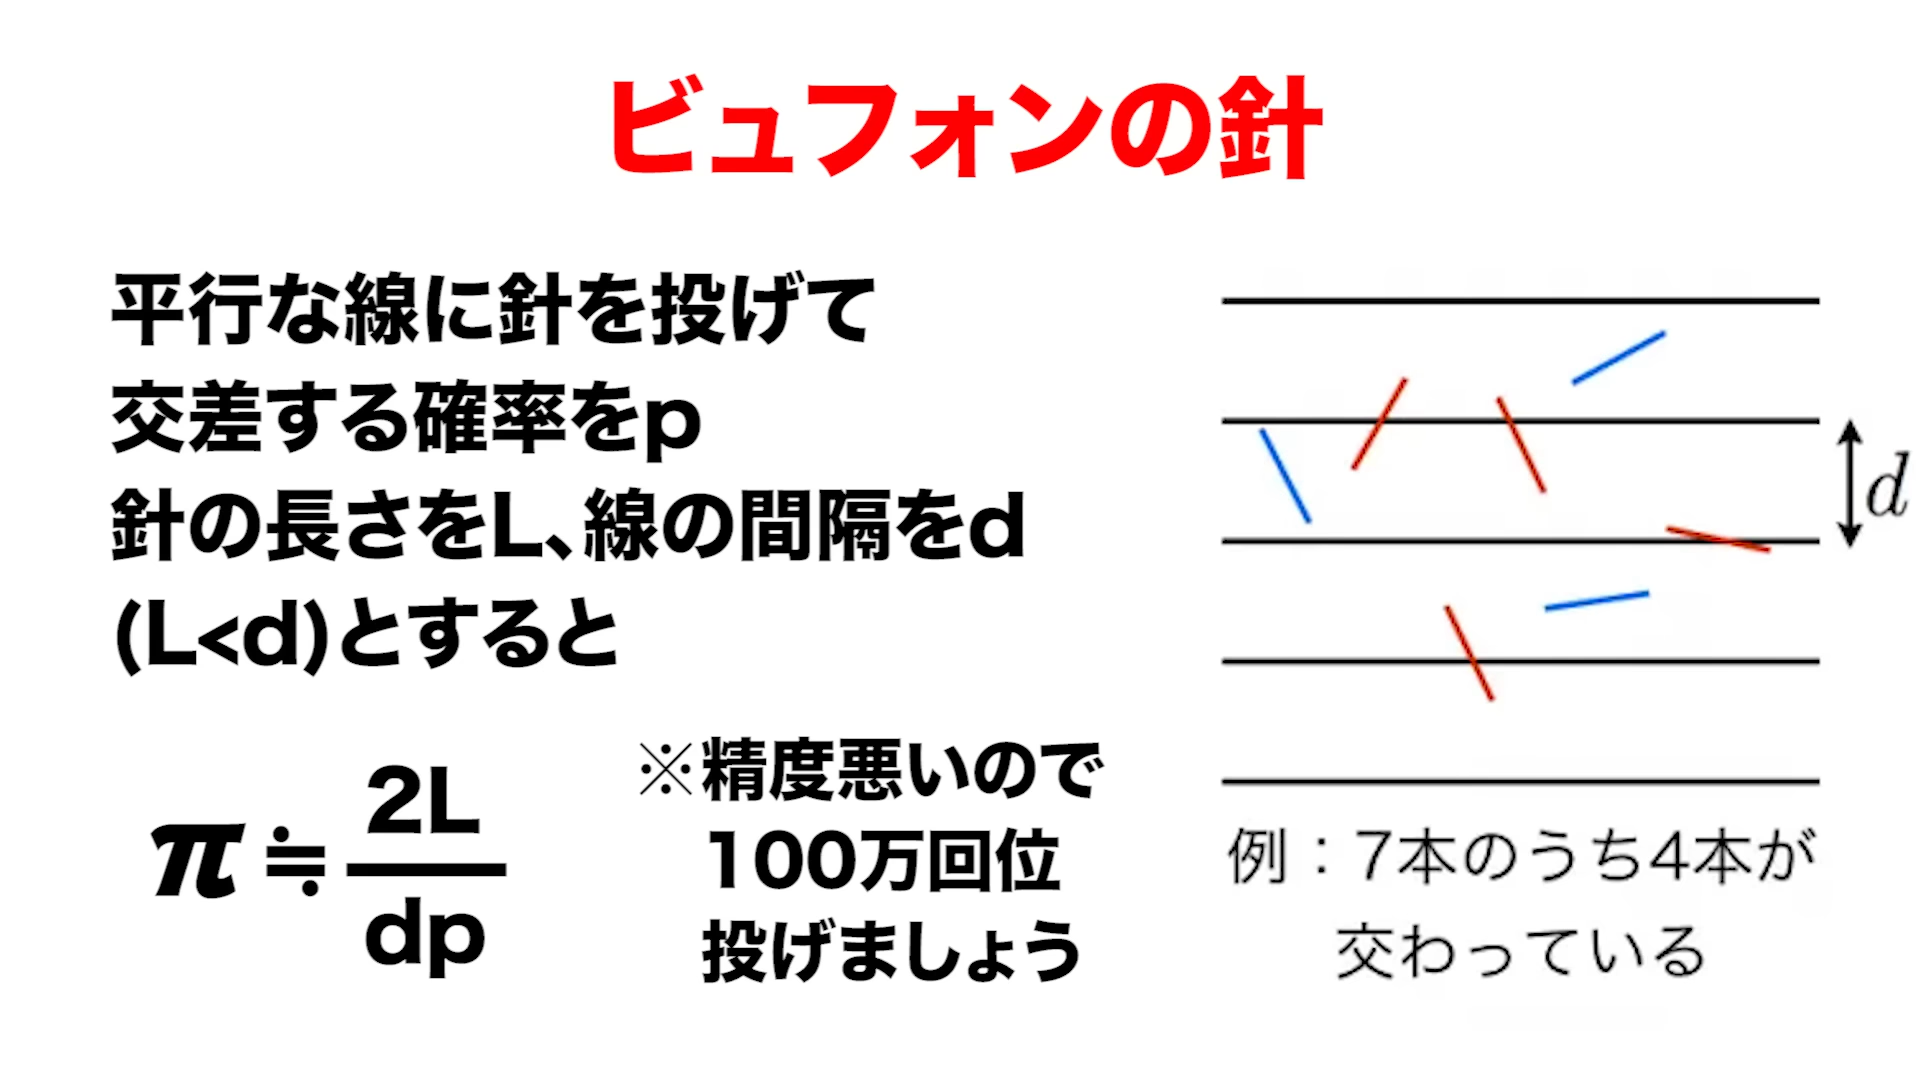 ビュフォンの針
平行な線に針を投げて
交差する確率をp
針の長さをL、線の間隔をd
(L<d)とすると
π≒2L/dp
※精度悪いので
100万回位
投げましょう
d
例：7本のうち4本が
交わっている